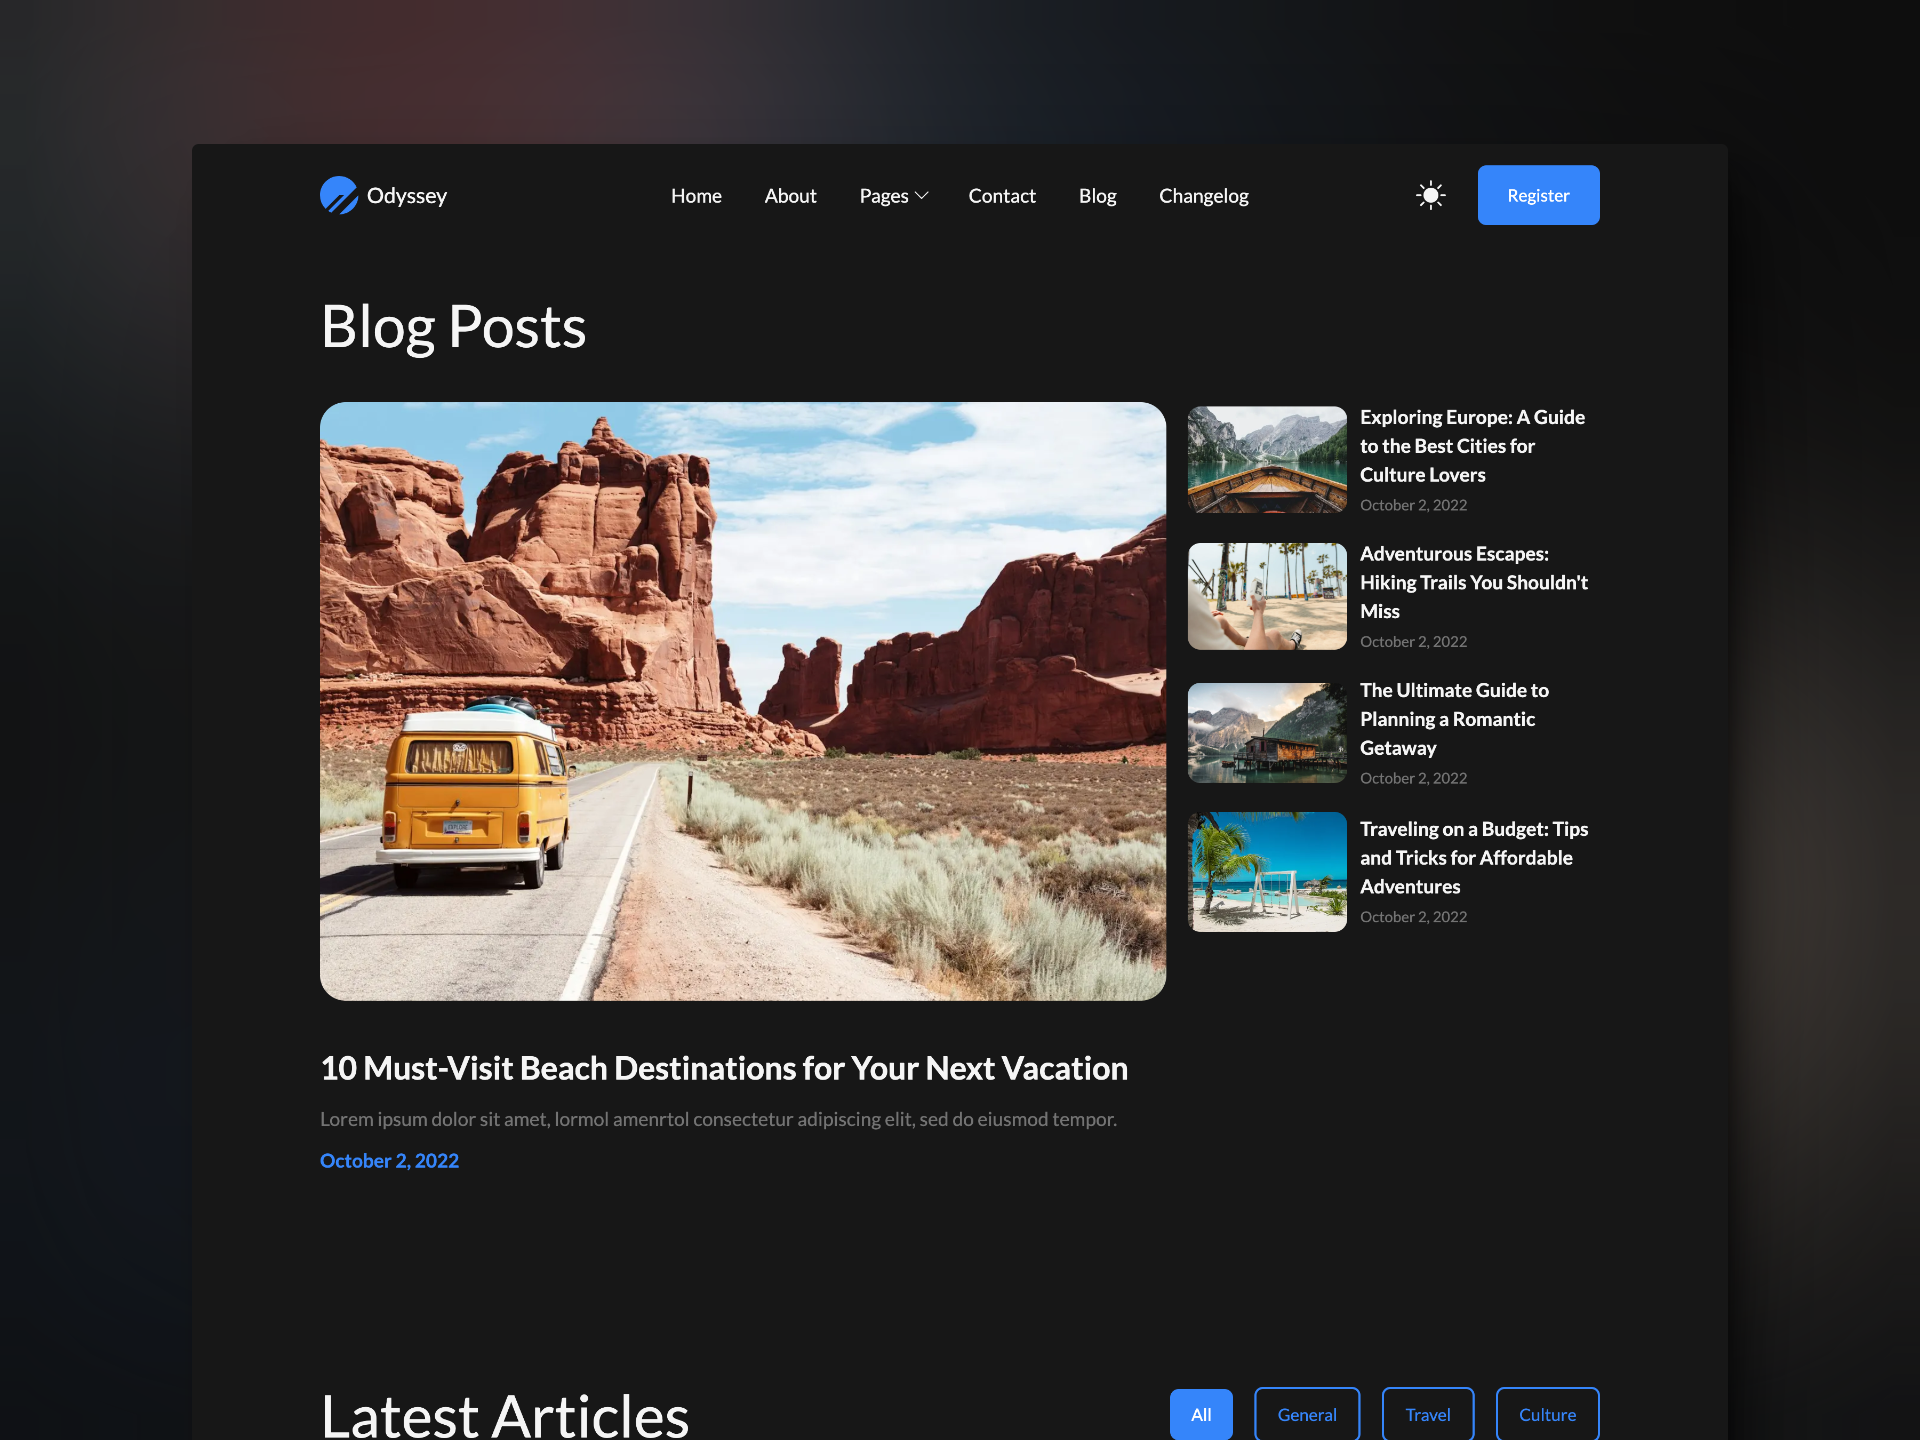 Odyssey
Home
About
Pages
Contact
Blog
Changelog
Register
Blog Posts
Exploring Europe: A Guide
to the Best Cities for
Culture Lovers
October 2, 2022
Adventurous Escapes:
Hiking Trails You Shouldn't
Miss
October 2, 2022
The Ultimate Guide to
Planning a Romantic
Getaway
October 2, 2022
Traveling on a Budget: Tips
and Tricks for Affordable
Adventures
October 2, 2022
10 Must-Visit Beach Destinations for Your Next Vacation
Lorem ipsum dolor sit amet, lormol amenrtol consectetur adipiscing elit, sed do eiusmod tempor.
October 2, 2022
Latest Articles
All
General
Travel
Culture